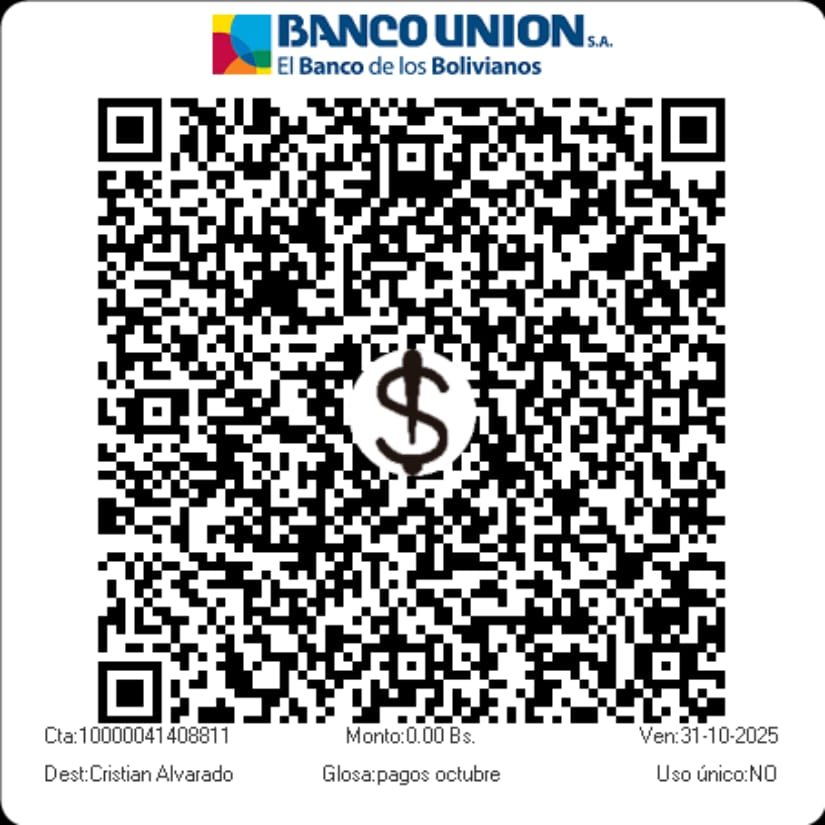 BANCO UNION S.A.
El Banco de los Bolivianos
$
Cta:10000041408811 Monto:0.00 Bs. Ven:31-10-2025
Dest:Cristian Alvarado Glosa:pagos octubre Uso único:NO